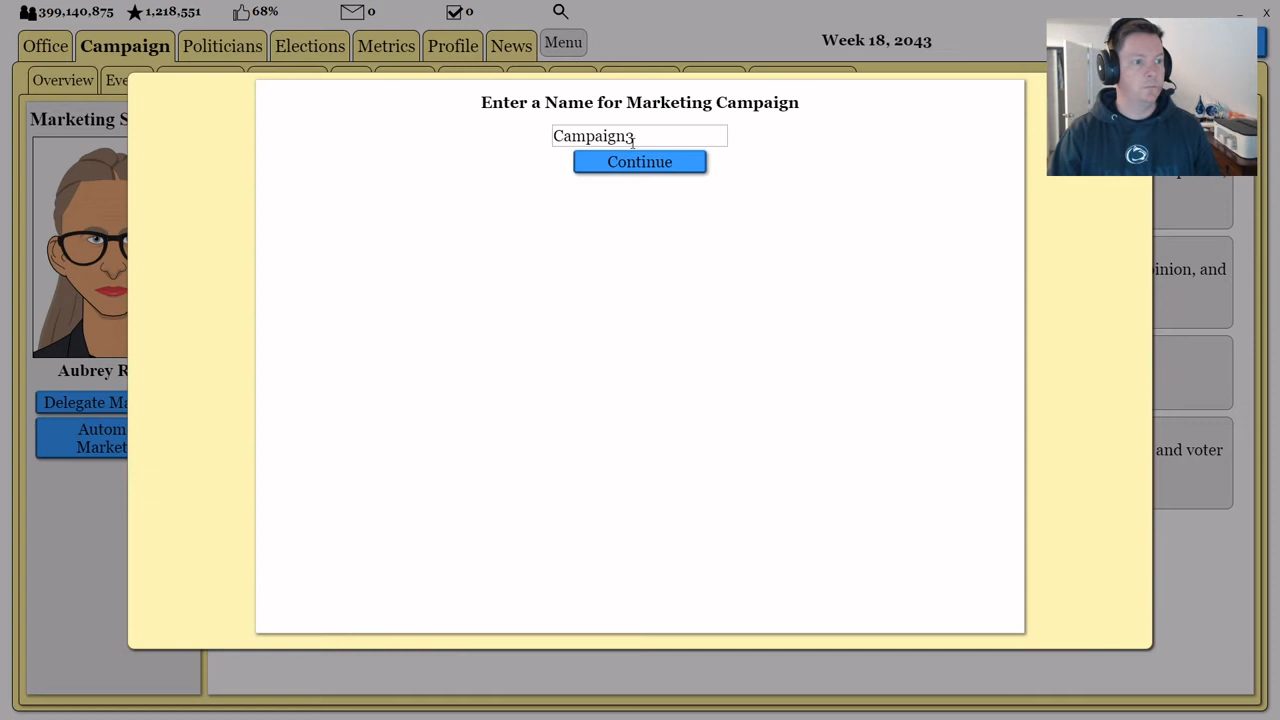 399,140,875 1,218,551 68% 0 0
_ X
Office Campaign Politicians Elections Metrics Profile News Menu
Week 18, 2043
Overview Eve
Marketing S
Enter a Name for Marketing Campaign
Campaign3
Continue
inion, and
Aubrey R
Delegate Ma
Autom
Market
and voter